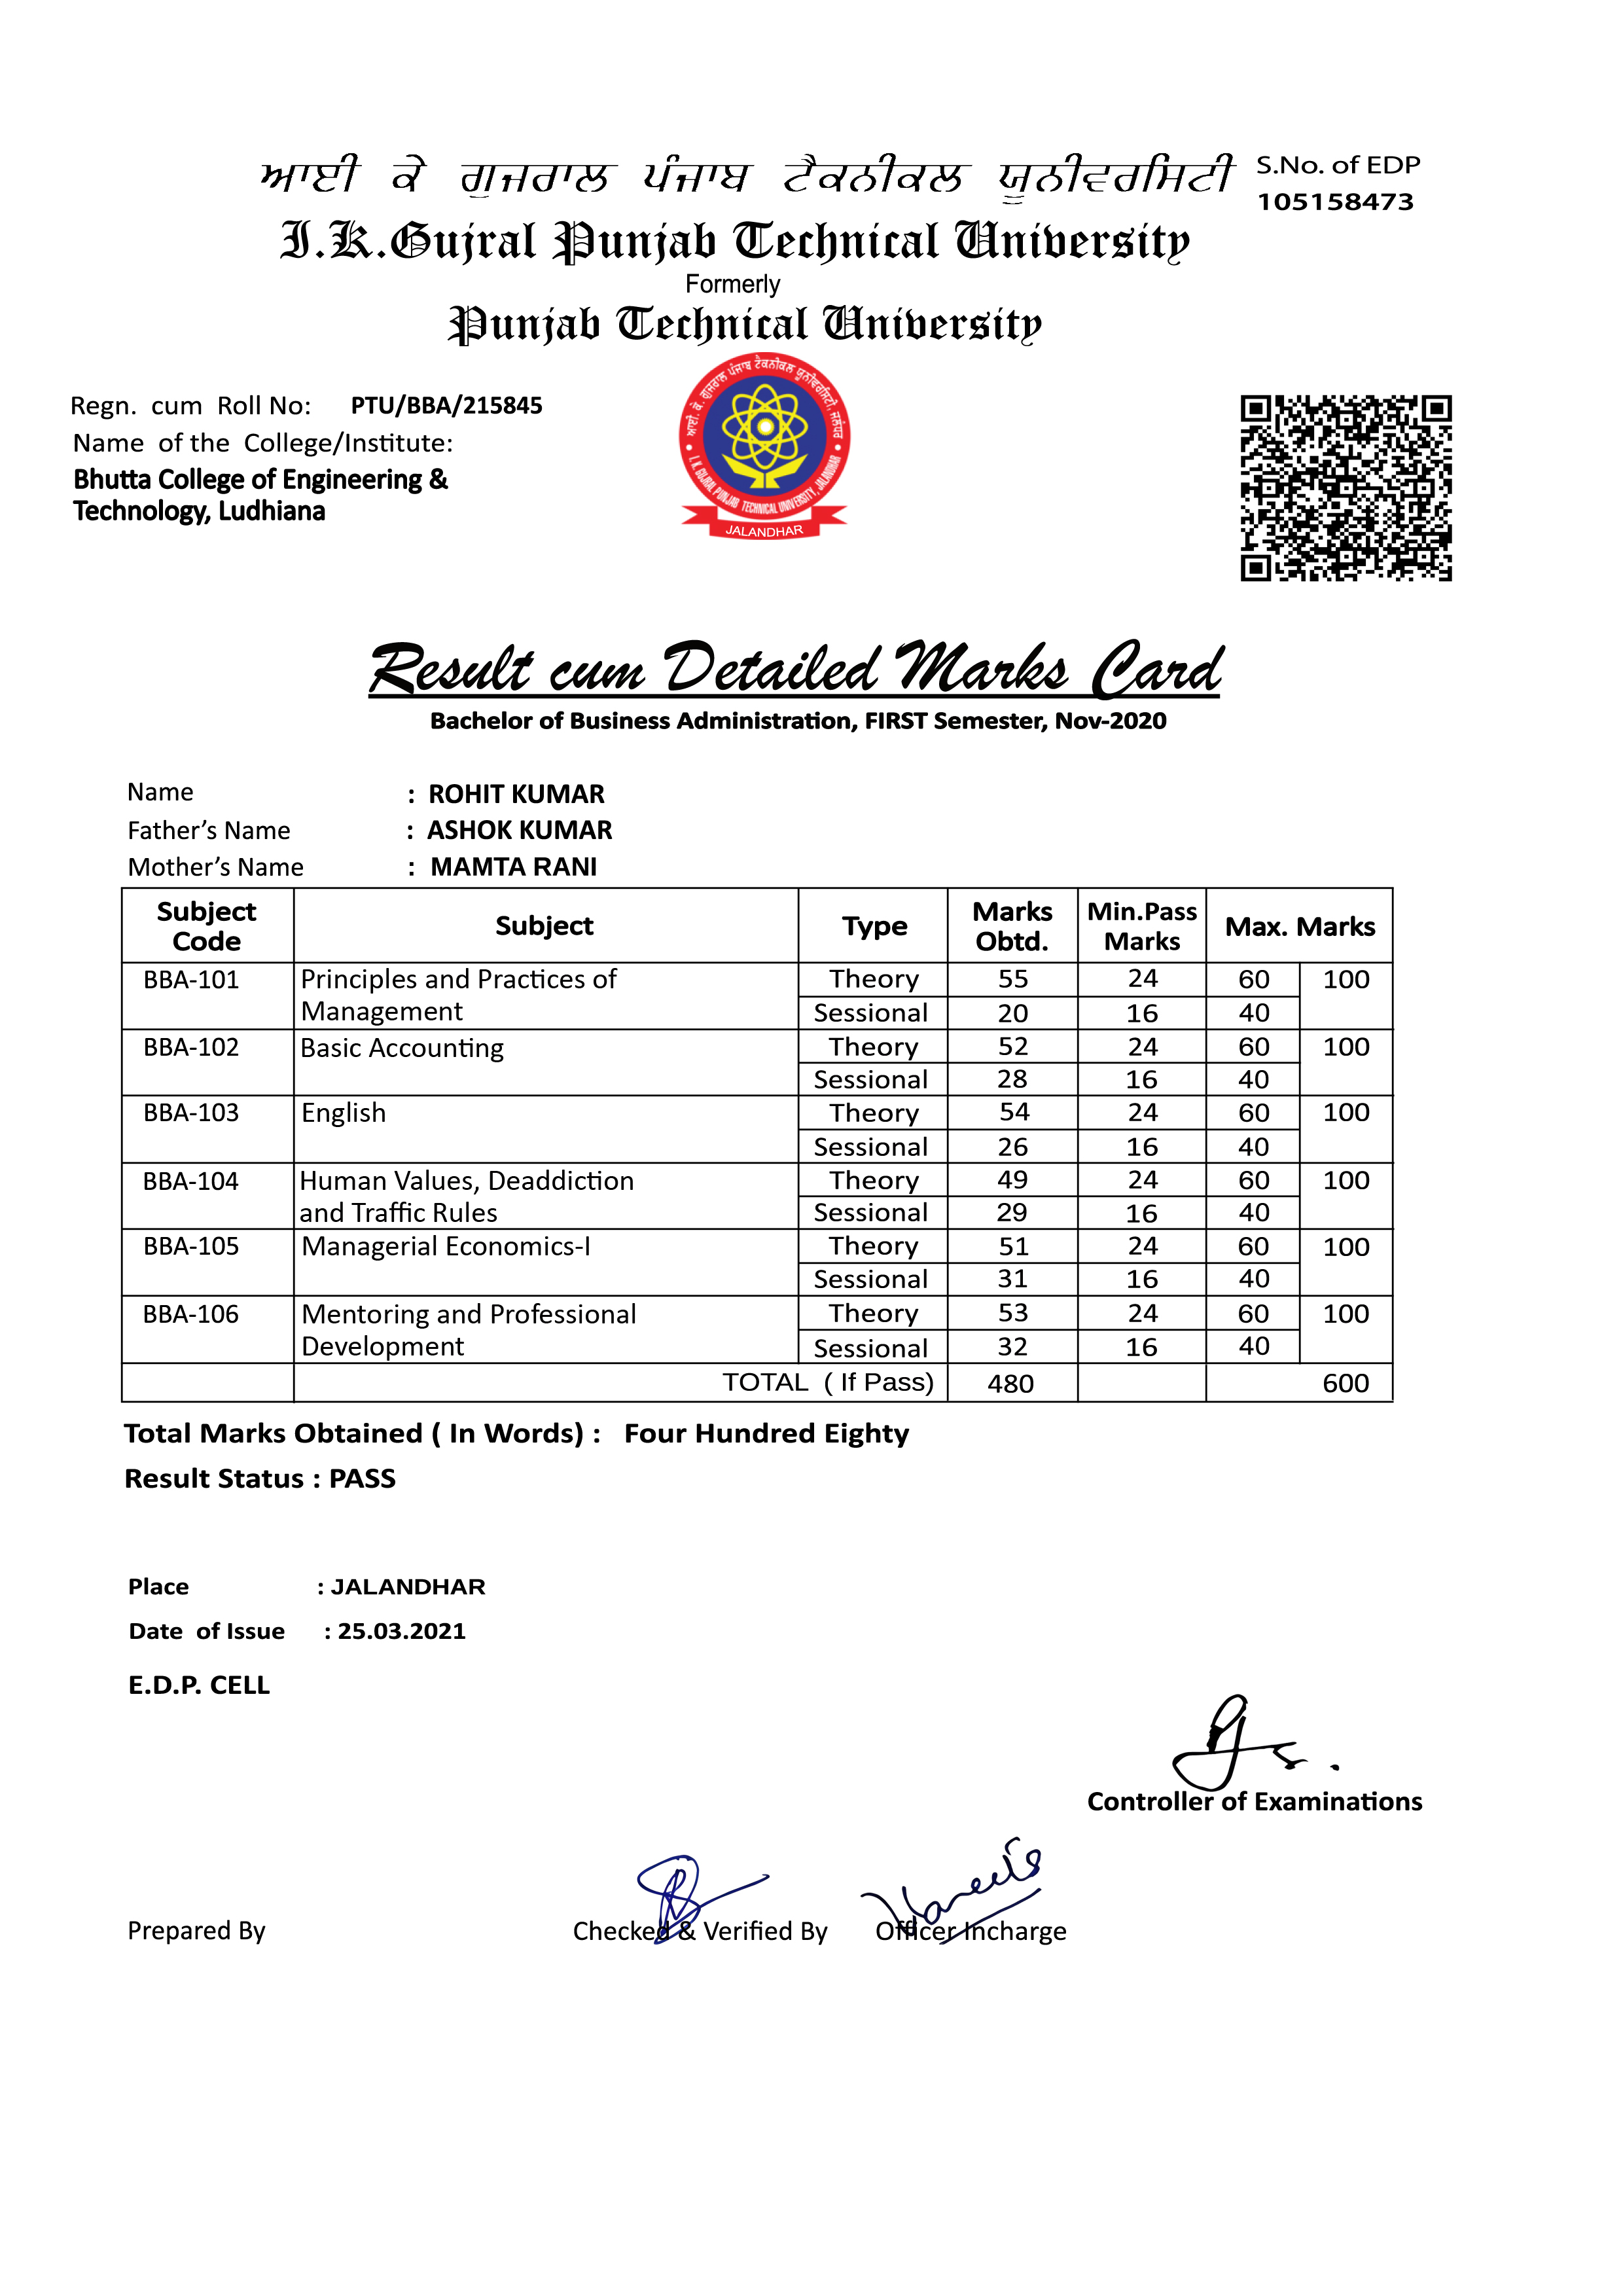 ਆਈ ਕੇ ਗੁਜਰਾਲ ਪੰਜਾਬ ਟੈਕਨੀਕਲ ਯੂਨੀਵਰਸਿਟੀ
S.No. of EDP
105158473
I.K.Gujral Punjab Technical University
Formerly
Punjab Technical University
ਆਈ. ਕੇ. ਗੁਜਰਾਲ ਪੰਜਾਬ ਟੈਕਨੀਕਲ ਯੂਨੀਵਰਸਿਟੀ, ਜਲੰਧਰ
I. K. GUJRAL PUNJAB TECHNICAL UNIVERSITY, JALANDHAR
JALANDHAR
Regn. cum Roll No: PTU/BBA/215845
Name of the College/Institute:
Bhutta College of Engineering &
Technology, Ludhiana
Result cum Detailed Marks Card
Bachelor of Business Administration, FIRST Semester, Nov-2020
Name : ROHIT KUMAR
Father’s Name : ASHOK KUMAR
Mother’s Name : MAMTA RANI
Subject Code Subject Type Marks Obtd. Min.Pass Marks Max. Marks
BBA-101 Principles and Practices of Theory 55 24 60 100
Management Sessional 20 16 40
BBA-102 Basic Accounting Theory 52 24 60 100
Sessional 28 16 40
BBA-103 English Theory 54 24 60 100
Sessional 26 16 40
BBA-104 Human Values, Deaddiction Theory 49 24 60 100
and Traffic Rules Sessional 29 16 40
BBA-105 Managerial Economics-I Theory 51 24 60 100
Sessional 31 16 40
BBA-106 Mentoring and Professional Theory 53 24 60 100
Development Sessional 32 16 40
TOTAL ( If Pass) 480 600
Total Marks Obtained ( In Words) : Four Hundred Eighty
Result Status : PASS
Place : JALANDHAR
Date of Issue : 25.03.2021
E.D.P. CELL
Controller of Examinations
Prepared By Checked & Verified By Officer Incharge